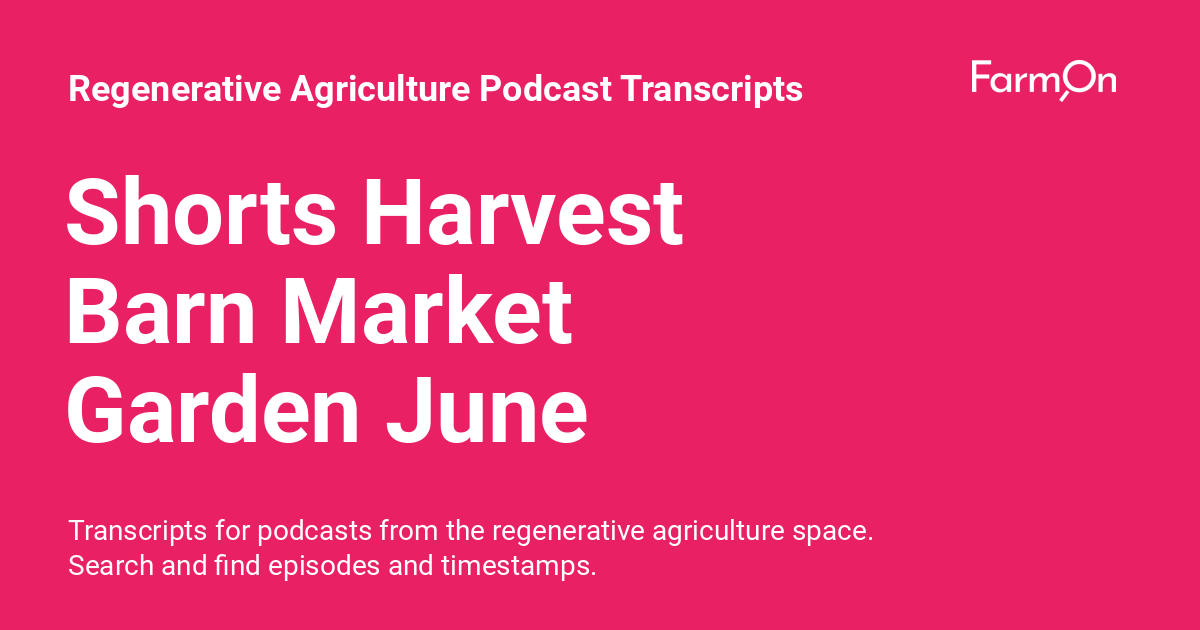 Regenerative Agriculture Podcast Transcripts
FarmOn
Shorts Harvest
Barn Market
Garden June
Transcripts for podcasts from the regenerative agriculture space.
Search and find episodes and timestamps.